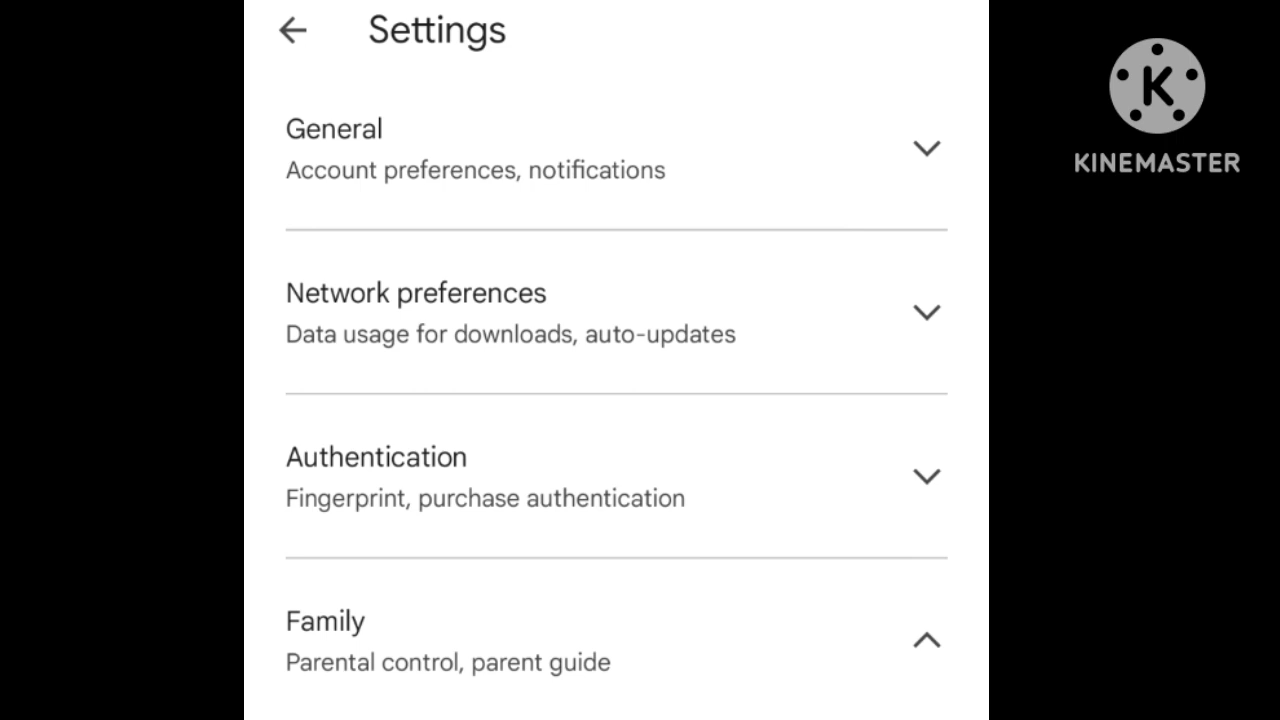 Settings
General
Account preferences, notifications
Network preferences
Data usage for downloads, auto-updates
Authentication
Fingerprint, purchase authentication
Family
Parental control, parent guide
K
KINEMASTER